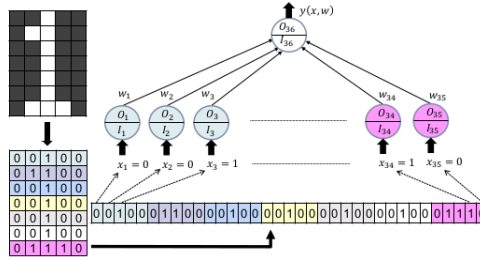 y(x,w)
O₃₆
I₃₆
w₁ w₂ w₃ w₃₄ w₃₅
O₁ O₂ O₃ O₃₄ O₃₅
I₁ I₂ I₃ I₃₄ I₃₅
x₁ = 0 x₂ = 0 x₃ = 1 x₃₄ = 1 x₃₅ = 0
0 0 1 0 0
0 1 1 0 0
0 0 1 0 0
0 0 1 0 0
0 0 1 0 0
0 0 1 0 0
0 1 1 1 0
0 0 1 0 0 0 1 1 0 0 0 0 1 0 0 0 0 1 0 0 0 0 1 0 0 0 0 1 0 0 0 1 1 1 0